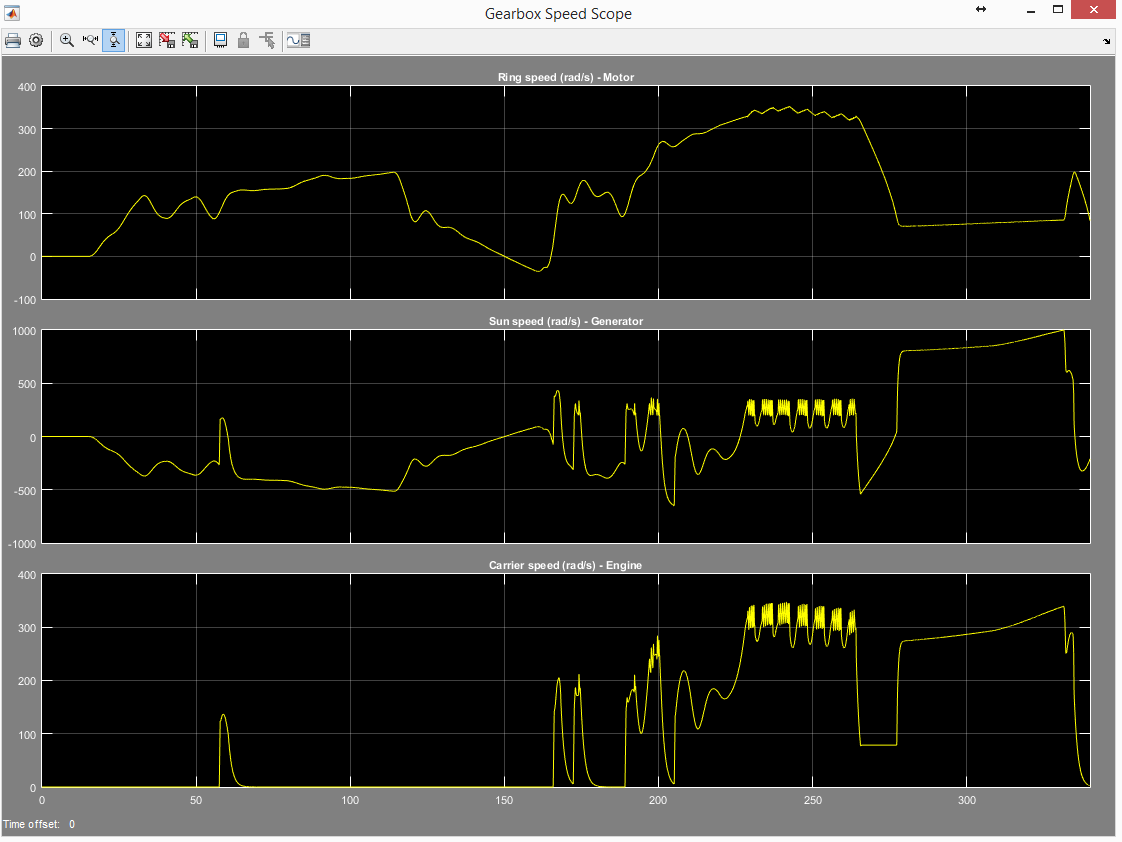 Gearbox Speed Scope
Ring speed (rad/s) - Motor
400
300
200
100
0
-100
Sun speed (rad/s) - Generator
1000
500
0
-500
-1000
Carrier speed (rad/s) - Engine
400
300
200
100
0
0 50 100 150 200 250 300
Time offset: 0